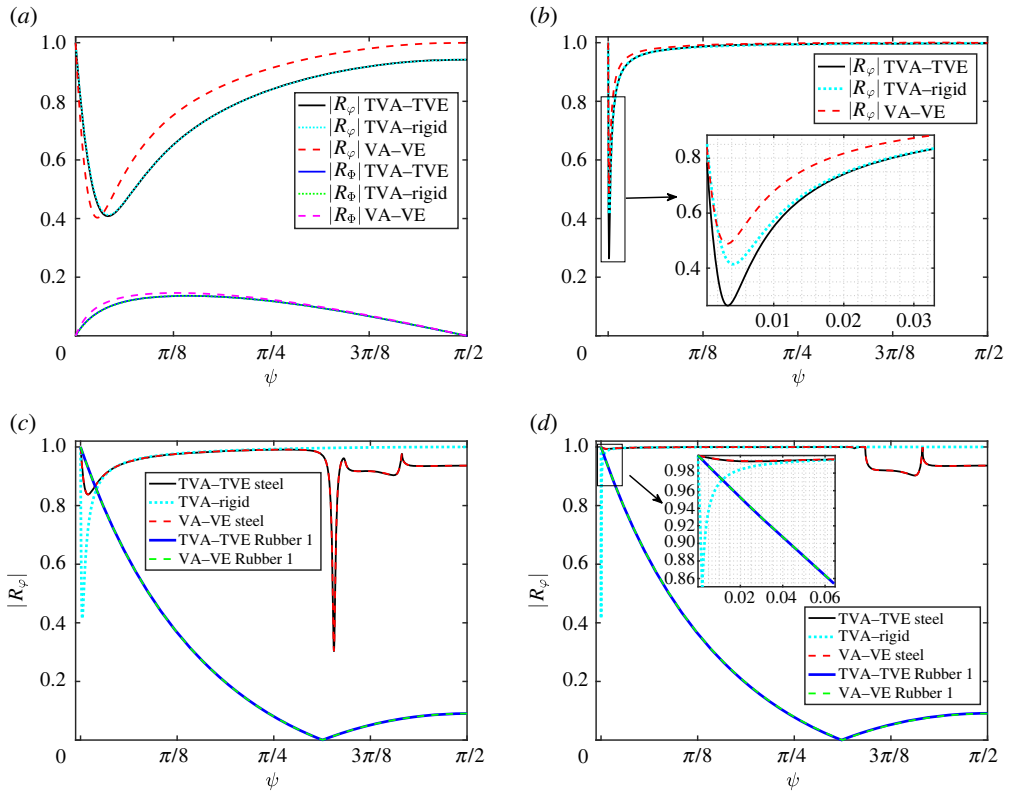 (a)
1.0
0.8
0.6
0.4
0.2
0
π/8
π/4
3π/8
π/2
ψ
|R_φ| TVA–TVE
|R_φ| TVA–rigid
|R_φ| VA–VE
|R_Φ| TVA–TVE
|R_Φ| TVA–rigid
|R_Φ| VA–VE
(b)
1.0
0.8
0.6
0.4
0.2
0
π/8
π/4
3π/8
π/2
ψ
|R_φ| TVA–TVE
|R_φ| TVA–rigid
|R_φ| VA–VE
0.8
0.6
0.4
0.01
0.02
0.03
(c)
|R_φ|
1.0
0.8
0.6
0.4
0.2
0
π/8
π/4
3π/8
π/2
ψ
TVA–TVE steel
TVA–rigid
VA–VE steel
TVA–TVE Rubber 1
VA–VE Rubber 1
(d)
|R_φ|
1.0
0.8
0.6
0.4
0.2
0
π/8
π/4
3π/8
π/2
ψ
0.98
0.96
0.94
0.92
0.90
0.88
0.86
0.02
0.04
0.06
TVA–TVE steel
TVA–rigid
VA–VE steel
TVA–TVE Rubber 1
VA–VE Rubber 1